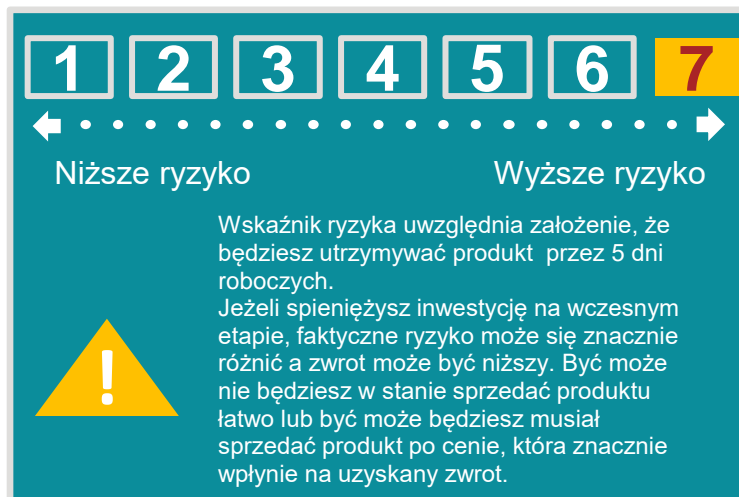 1 2 3 4 5 6 7
Niższe ryzyko Wyższe ryzyko
Wskaźnik ryzyka uwzględnia założenie, że
będziesz utrzymywać produkt przez 5 dni
roboczych.
Jeżeli spieniężysz inwestycję na wczesnym
etapie, faktyczne ryzyko może się znacznie
różnić a zwrot może być niższy. Być może
nie będziesz w stanie sprzedać produktu
łatwo lub być może będziesz musiał
sprzedać produkt po cenie, która znacznie
wpłynie na uzyskany zwrot.
!